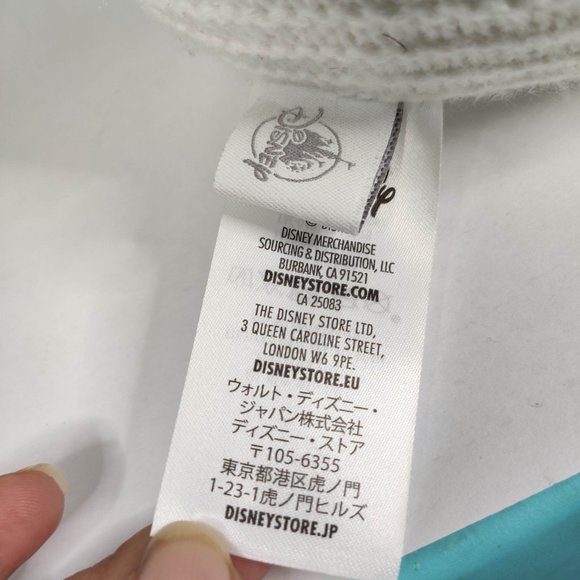 DISNEY
©
DISNEY MERCHANDISE
SOURCING & DISTRIBUTION, LLC
BURBANK, CA 91521
DISNEYSTORE.COM
CA 25083
THE DISNEY STORE LTD,
3 QUEEN CAROLINE STREET,
LONDON W6 9PE.
DISNEYSTORE.EU
ウォルト・ディズニー・
ジャパン株式会社
ディズニー・ストア
〒105-6355
東京都港区虎ノ門
1-23-1虎ノ門ヒルズ
DISNEYSTORE.JP